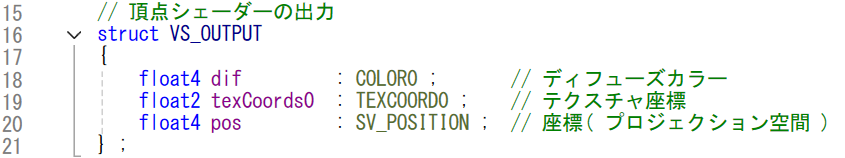 15 // 頂点シェーダーの出力
16 struct VS_OUTPUT
17 {
18 float4 dif : COLOR0 ; // ディフューズカラー
19 float2 texCoords0 : TEXCOORD0 ; // テクスチャ座標
20 float4 pos : SV_POSITION ; // 座標( プロジェクション空間 )
21 } ;